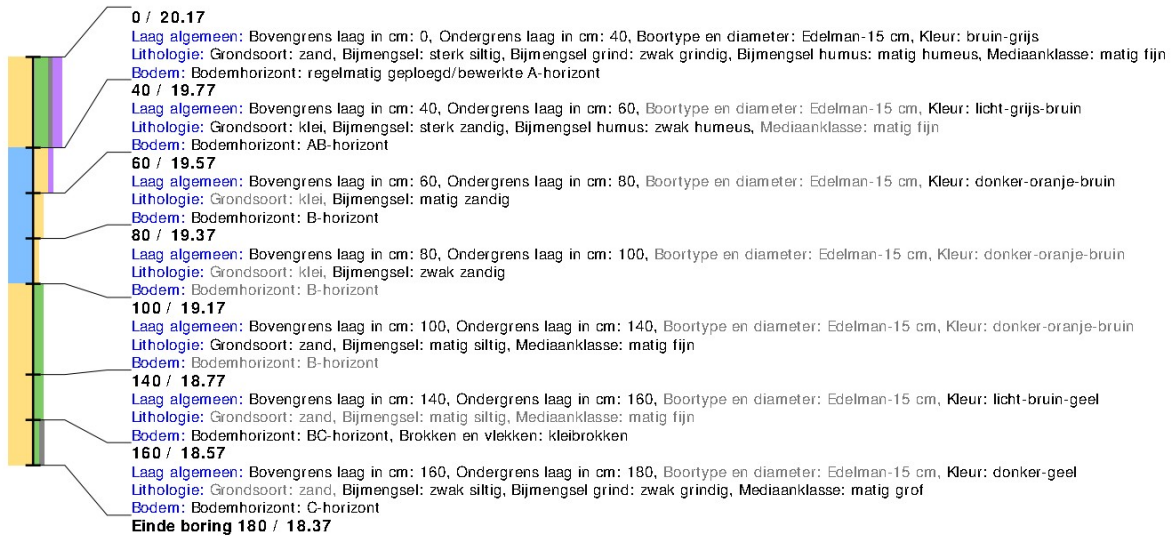 0 / 20.17
Laag algemeen: Bovengrens laag in cm: 0, Ondergrens laag in cm: 40, Boortype en diameter: Edelman-15 cm, Kleur: bruin-grijs
Lithologie: Grondsoort: zand, Bijmengsel: sterk siltig, Bijmengsel grind: zwak grindig, Bijmengsel humus: matig humeus, Mediaanklasse: matig fijn
Bodem: Bodemhorizont: regelmatig geploegd/bewerkte A-horizont
40 / 19.77
Laag algemeen: Bovengrens laag in cm: 40, Ondergrens laag in cm: 60, Boortype en diameter: Edelman-15 cm, Kleur: licht-grijs-bruin
Lithologie: Grondsoort: klei, Bijmengsel: sterk zandig, Bijmengsel humus: zwak humeus, Mediaanklasse: matig fijn
Bodem: Bodemhorizont: AB-horizont
60 / 19.57
Laag algemeen: Bovengrens laag in cm: 60, Ondergrens laag in cm: 80, Boortype en diameter: Edelman-15 cm, Kleur: donker-oranje-bruin
Lithologie: Grondsoort: klei, Bijmengsel: matig zandig
Bodem: Bodemhorizont: B-horizont
80 / 19.37
Laag algemeen: Bovengrens laag in cm: 80, Ondergrens laag in cm: 100, Boortype en diameter: Edelman-15 cm, Kleur: donker-oranje-bruin
Lithologie: Grondsoort: klei, Bijmengsel: zwak zandig
Bodem: Bodemhorizont: B-horizont
100 / 19.17
Laag algemeen: Bovengrens laag in cm: 100, Ondergrens laag in cm: 140, Boortype en diameter: Edelman-15 cm, Kleur: donker-oranje-bruin
Lithologie: Grondsoort: zand, Bijmengsel: matig siltig, Mediaanklasse: matig fijn
Bodem: Bodemhorizont: B-horizont
140 / 18.77
Laag algemeen: Bovengrens laag in cm: 140, Ondergrens laag in cm: 160, Boortype en diameter: Edelman-15 cm, Kleur: licht-bruin-geel
Lithologie: Grondsoort: zand, Bijmengsel: matig siltig, Mediaanklasse: matig fijn
Bodem: Bodemhorizont: BC-horizont, Brokken en vlekken: kleibrokken
160 / 18.57
Laag algemeen: Bovengrens laag in cm: 160, Ondergrens laag in cm: 180, Boortype en diameter: Edelman-15 cm, Kleur: donker-geel
Lithologie: Grondsoort: zand, Bijmengsel: zwak siltig, Bijmengsel grind: zwak grindig, Mediaanklasse: matig grof
Bodem: Bodemhorizont: C-horizont
Einde boring 180 / 18.37